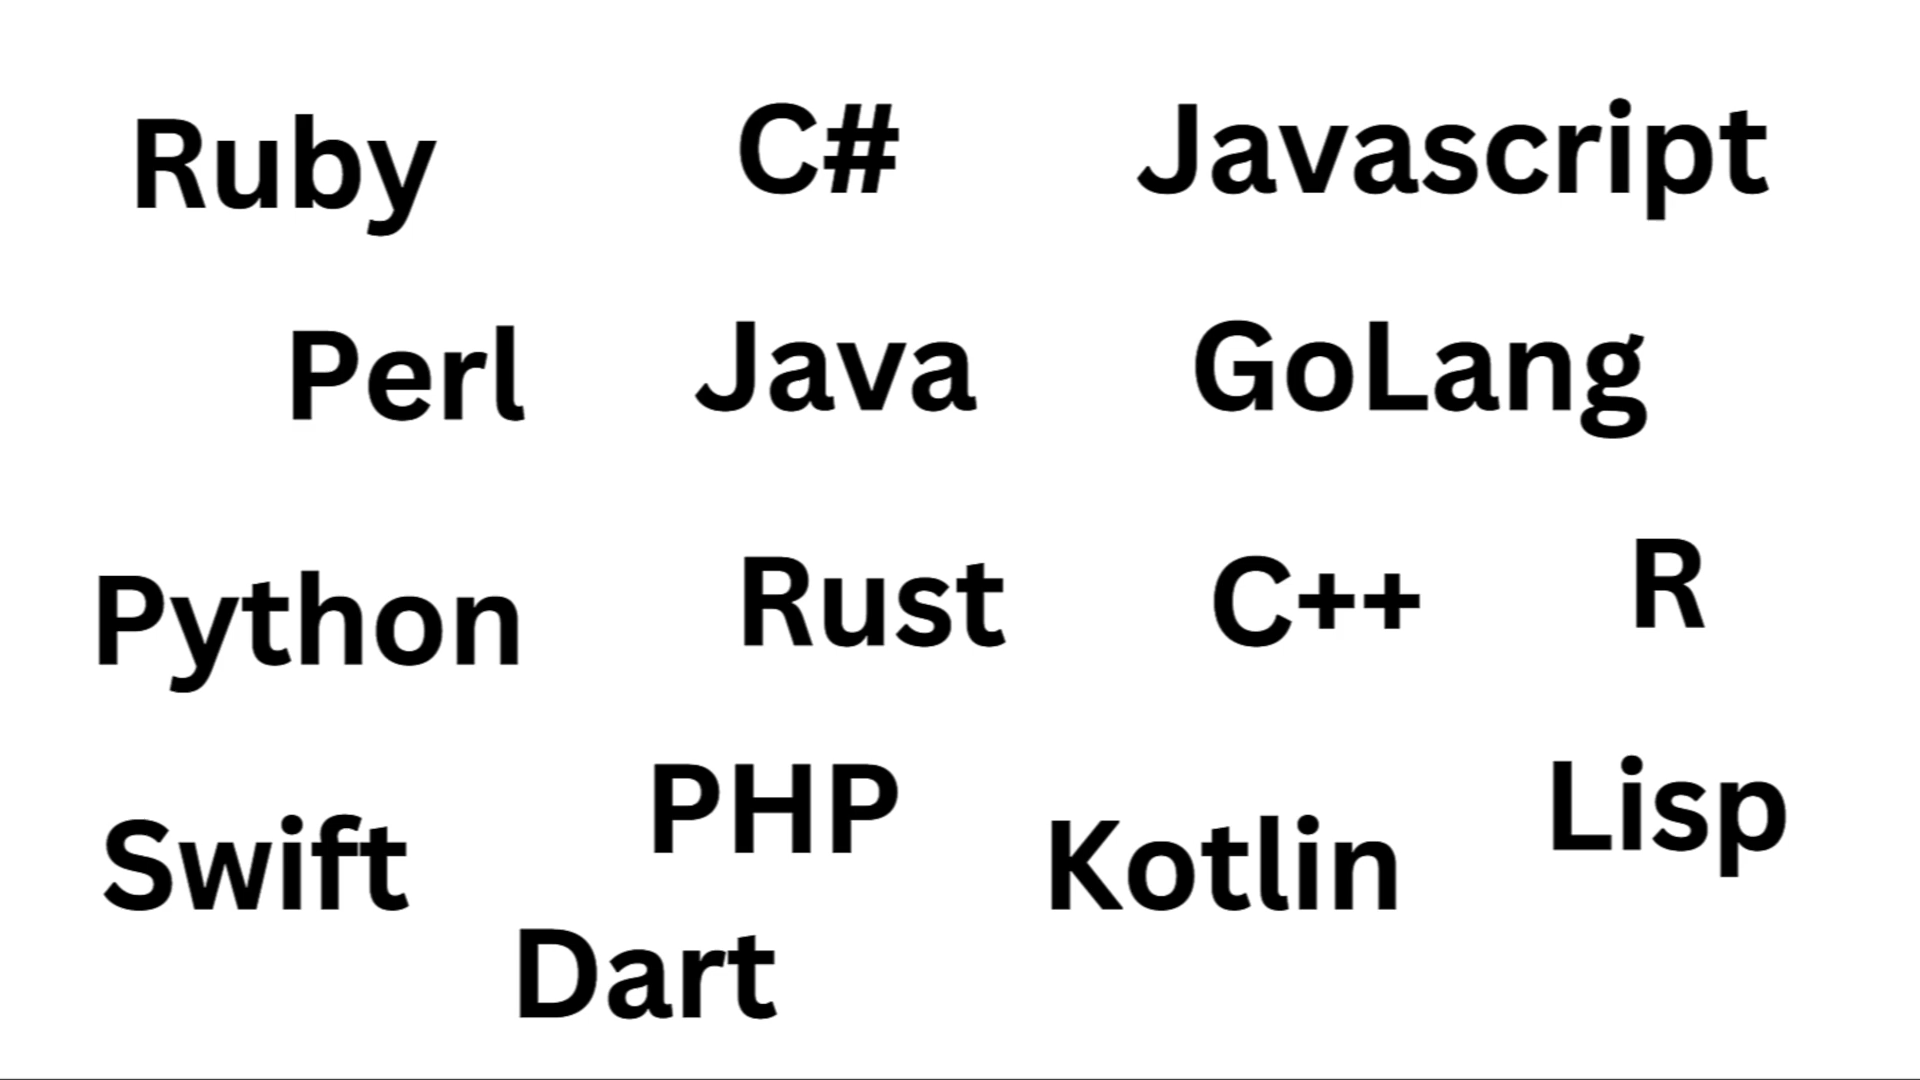 Ruby C# Javascript
Perl Java GoLang
Python Rust C++ R
Swift PHP Kotlin Lisp
Dart